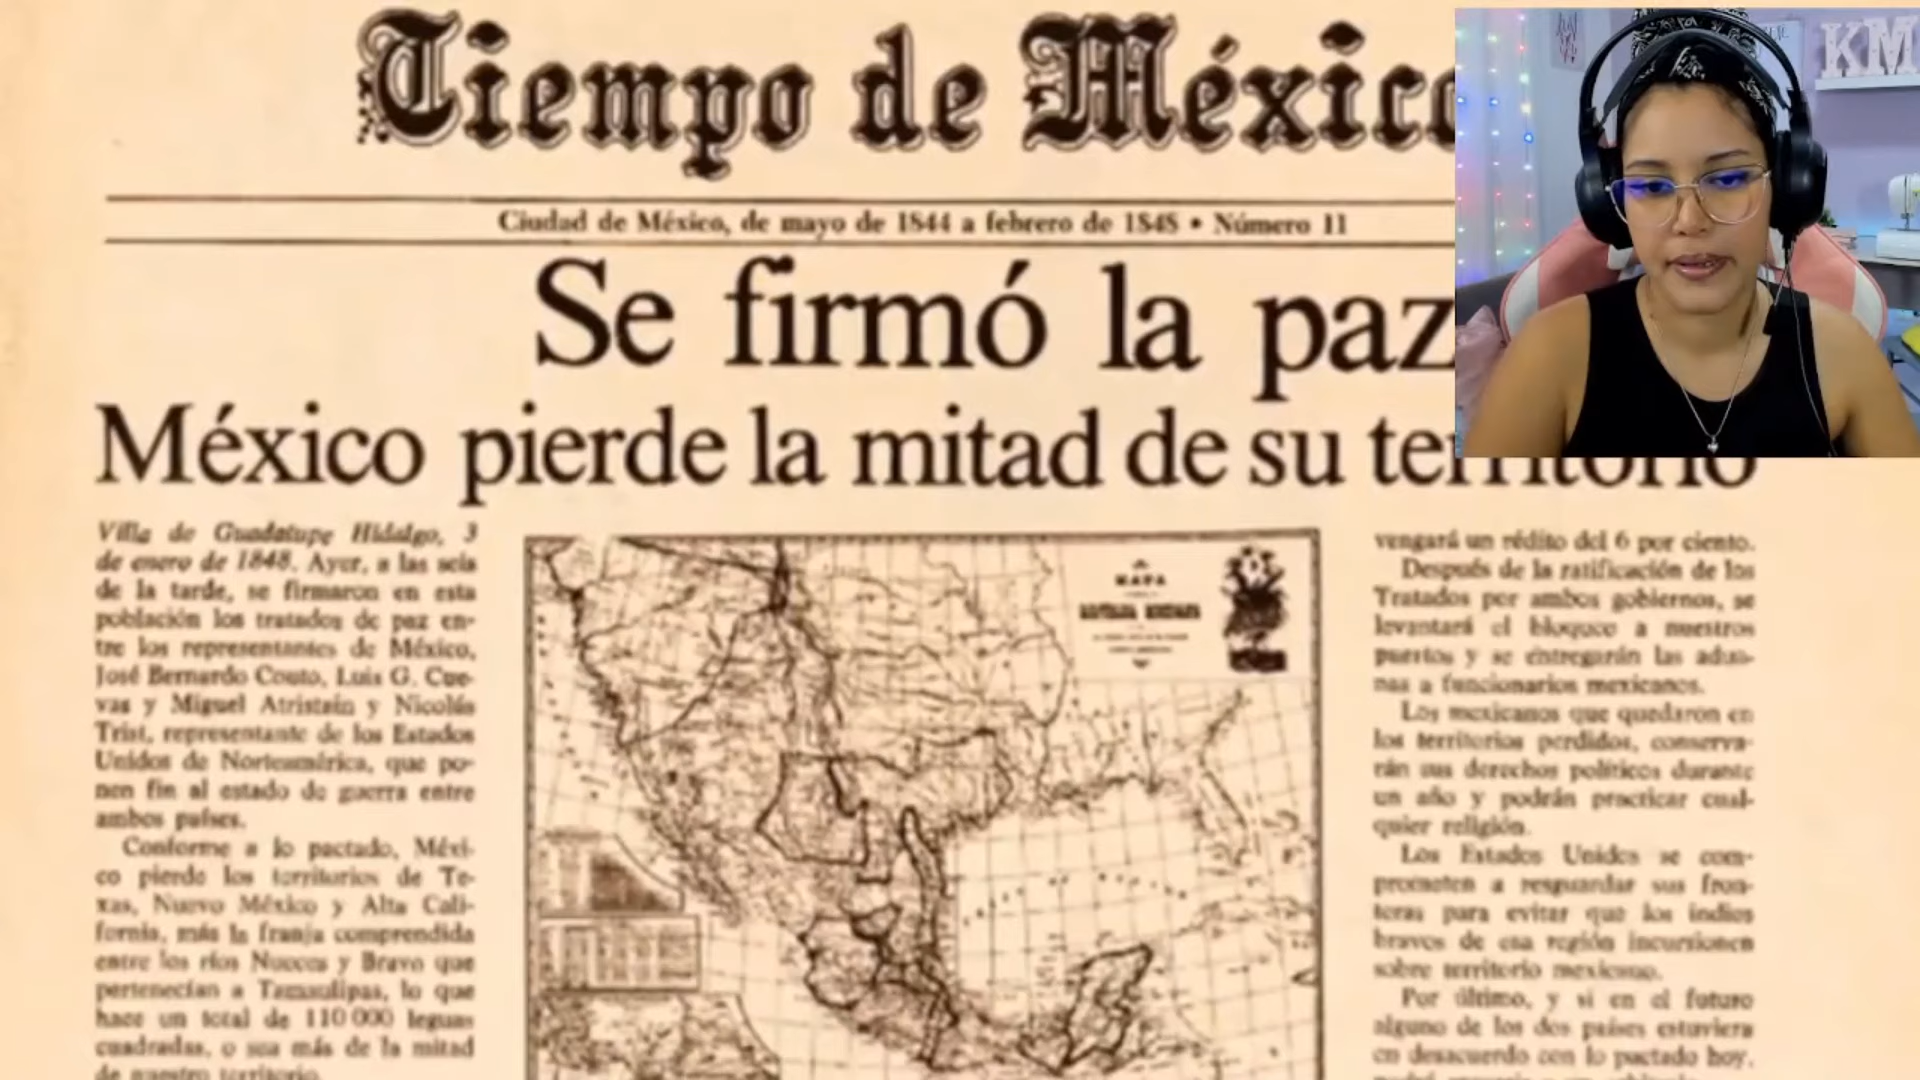 Tiempo de México
Ciudad de México, de mayo de 1844 a febrero de 1848 • Número 11
Se firmó la paz
México pierde la mitad de su territorio
Villa de Guadalupe Hidalgo, 3
de enero de 1848. Ayer, a las seis
de la tarde, se firmaron en esta
población los tratados de paz en-
tre los representantes de México,
José Bernardo Couto, Luis G. Cue-
vas y Miguel Atristain y Nicolás
Trist, representante de los Estados
Unidos de Norteamérica, que po-
nen fin al estado de guerra entre
ambos países.
Conforme a lo pactado, Méxi-
co pierde los territorios de Te-
xas, Nuevo México y Alta Cali-
fornia, más la franja comprendida
entre los ríos Nueces y Bravo que
pertenecían a Tamaulipas, lo que
hace un total de 110 000 leguas
cuadradas, o sea más de la mitad
de nuestro territorio.
MAPA
vengará un rédito del 6 por ciento.
Después de la ratificación de los
Tratados por ambos gobiernos, se
levantará el bloqueo a nuestros
puertos y se entregarán las adua-
nas a funcionarios mexicanos.
Los mexicanos que quedaron en
los territorios perdidos, conserva-
rán sus derechos políticos durante
un año y podrán practicar cual-
quier religión.
Los Estados Unidos se com-
prometen a resguardar sus fron-
teras para evitar que los indios
bravos de esa región incursionen
sobre territorio mexicano.
Por último, y si en el futuro
alguno de los dos países estuviera
en desacuerdo con lo pactado hoy,
KM